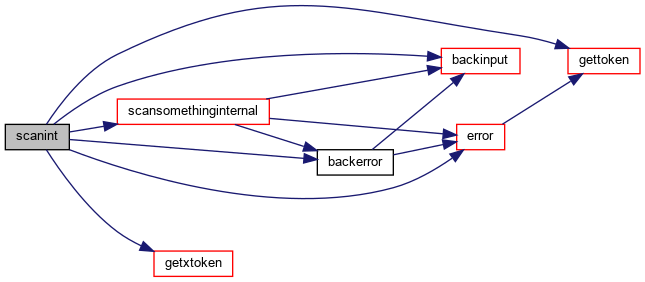 backinput
gettoken
scansomethinginternal
scanint
error
backerror
getxtoken